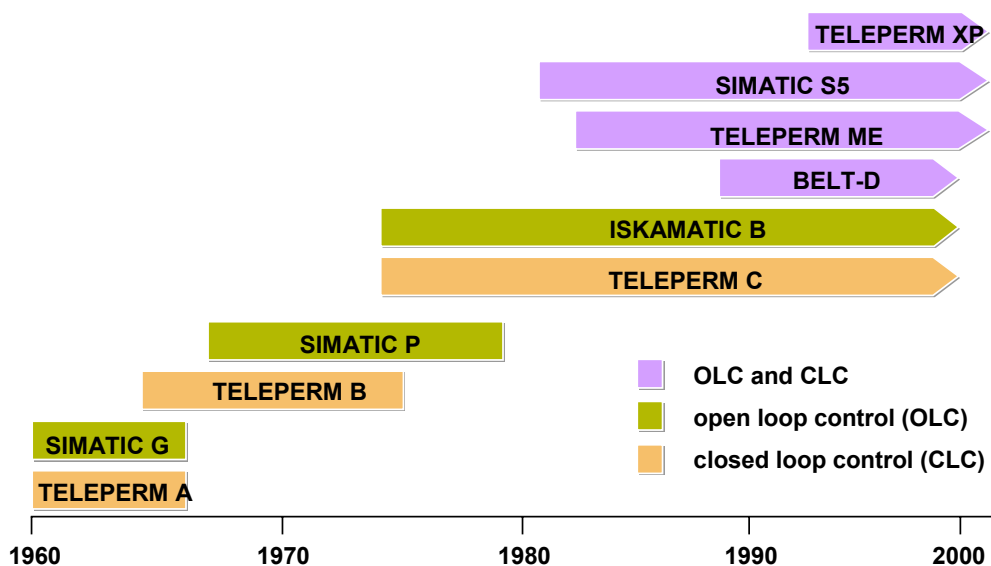 TELEPERM XP
SIMATIC S5
TELEPERM ME
BELT-D
ISKAMATIC B
TELEPERM C
SIMATIC P
TELEPERM B
SIMATIC G
TELEPERM A
OLC and CLC
open loop control (OLC)
closed loop control (CLC)
1960 1970 1980 1990 2000